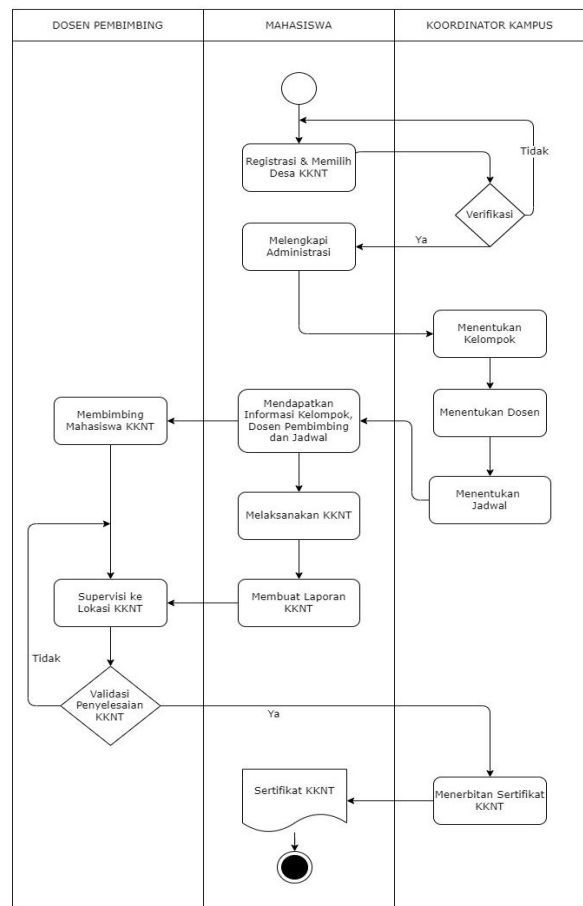 DOSEN PEMBIMBING
MAHASISWA
KOORDINATOR KAMPUS
Registrasi & Memilih
Desa KKNT
Tidak
Verifikasi
Ya
Melengkapi
Administrasi
Menentukan
Kelompok
Menentukan Dosen
Menentukan
Jadwal
Mendapatkan
Informasi Kelompok,
Dosen Pembimbing
dan Jadwal
Membimbing
Mahasiswa KKNT
Melaksanakan KKNT
Membuat Laporan
KKNT
Supervisi ke
Lokasi KKNT
Tidak
Validasi
Penyelesaian
KKNT
Ya
Menerbitan Sertifikat
KKNT
Sertifikat KKNT